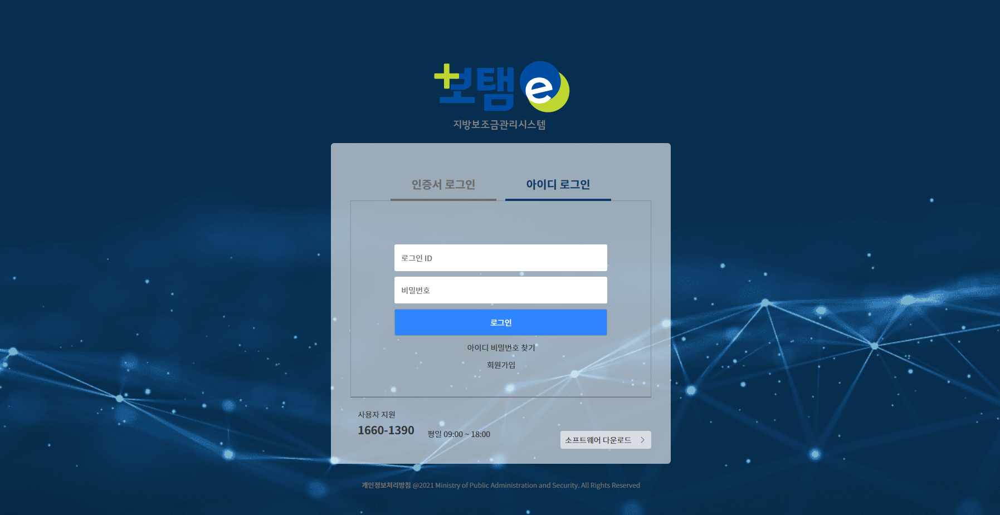 보탬e
지방보조금관리시스템
인증서 로그인 아이디 로그인
로그인 ID
비밀번호
로그인
아이디 비밀번호 찾기
회원가입
사용자 지원
1660-1390 평일 09:00 ~ 18:00
소프트웨어 다운로드
개인정보처리방침 @2021 Ministry of Public Administration and Security. All Rights Reserved